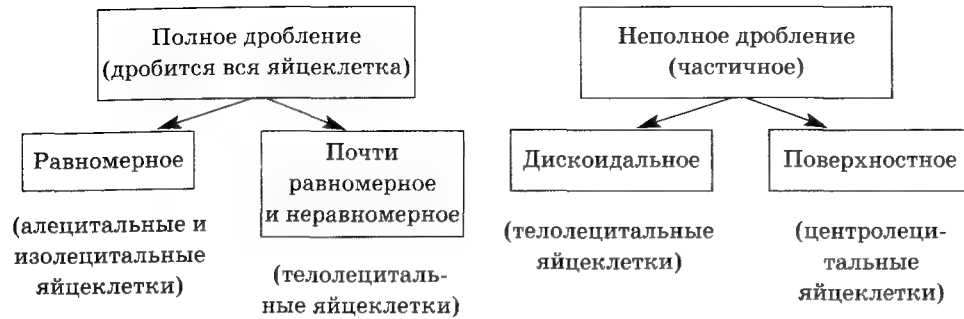 Полное дробление
(дробится вся яйцеклетка)
Равномерное
(алецитальные и
изолецитальные
яйцеклетки)
Почти
равномерное
и неравномерное
(телолециталь-
ные яйцеклетки)
Неполное дробление
(частичное)
Дискоидальное
(телолецитальные
яйцеклетки)
Поверхностное
(центролеци-
тальные
яйцеклетки)